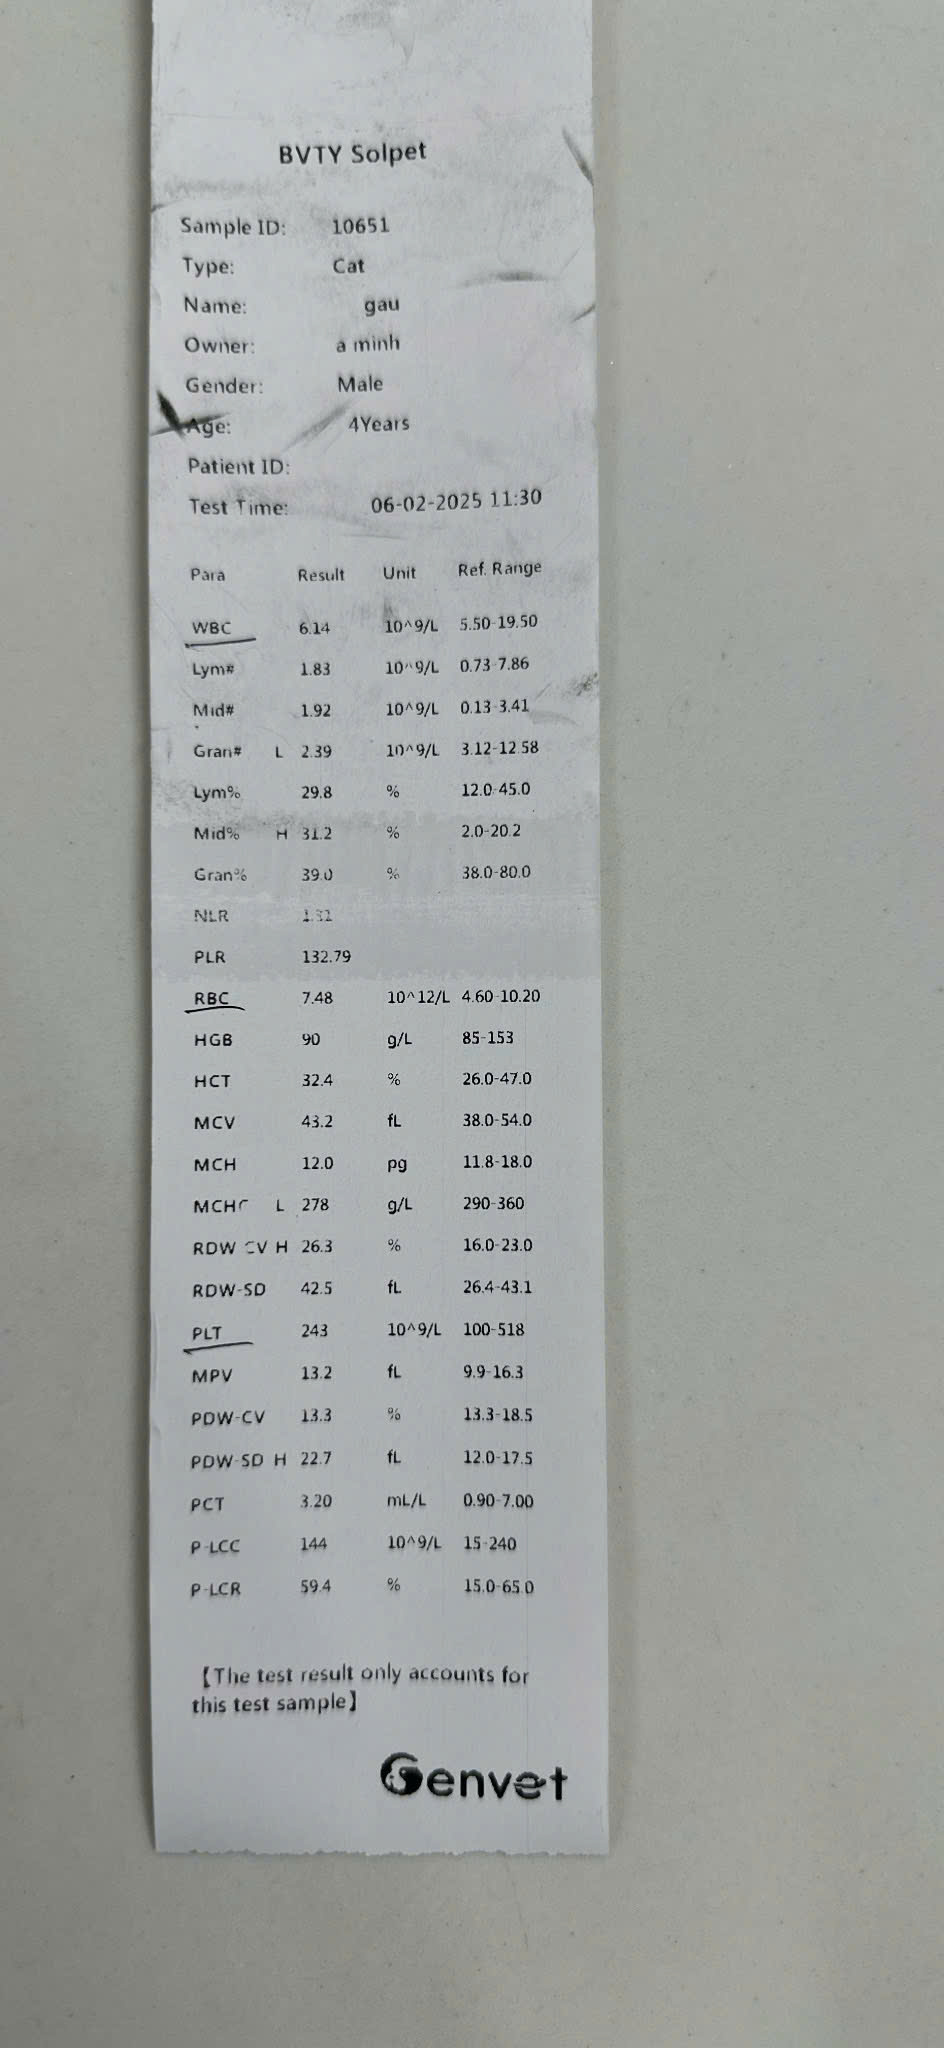 BVTY Solpet
Sample ID: 10651
Type: Cat
Name: gau
Owner: a minh
Gender: Male
Age: 4Years
Patient ID:
Test Time: 06-02-2025 11:30
Para Result Unit Ref. Range
WBC 6.14 10^9/L 5.50-19.50
Lym# 1.83 10^9/L 0.73-7.86
Mid# 1.92 10^9/L 0.13-3.41
Gran# L 2.39 10^9/L 3.12-12.58
Lym% 29.8 % 12.0-45.0
Mid% H 31.2 % 2.0-20.2
Gran% 39.0 % 38.0-80.0
NLR
PLR 132.79
RBC 7.48 10^12/L 4.60-10.20
HGB 90 g/L 85-153
HCT 32.4 % 26.0-47.0
MCV 43.2 fL 38.0-54.0
MCH 12.0 pg 11.8-18.0
MCHC L 278 g/L 290-360
RDW-CV H 26.3 % 16.0-23.0
RDW-SD 42.5 fL 26.4-43.1
PLT 243 10^9/L 100-518
MPV 13.2 fL 9.9-16.3
PDW-CV 13.3 % 13.3-18.5
PDW-SD H 22.7 fL 12.0-17.5
PCT 3.20 mL/L 0.90-7.00
P-LCC 144 10^9/L 15-240
P-LCR 59.4 % 15.0-65.0
【The test result only accounts for
this test sample】
Genvet